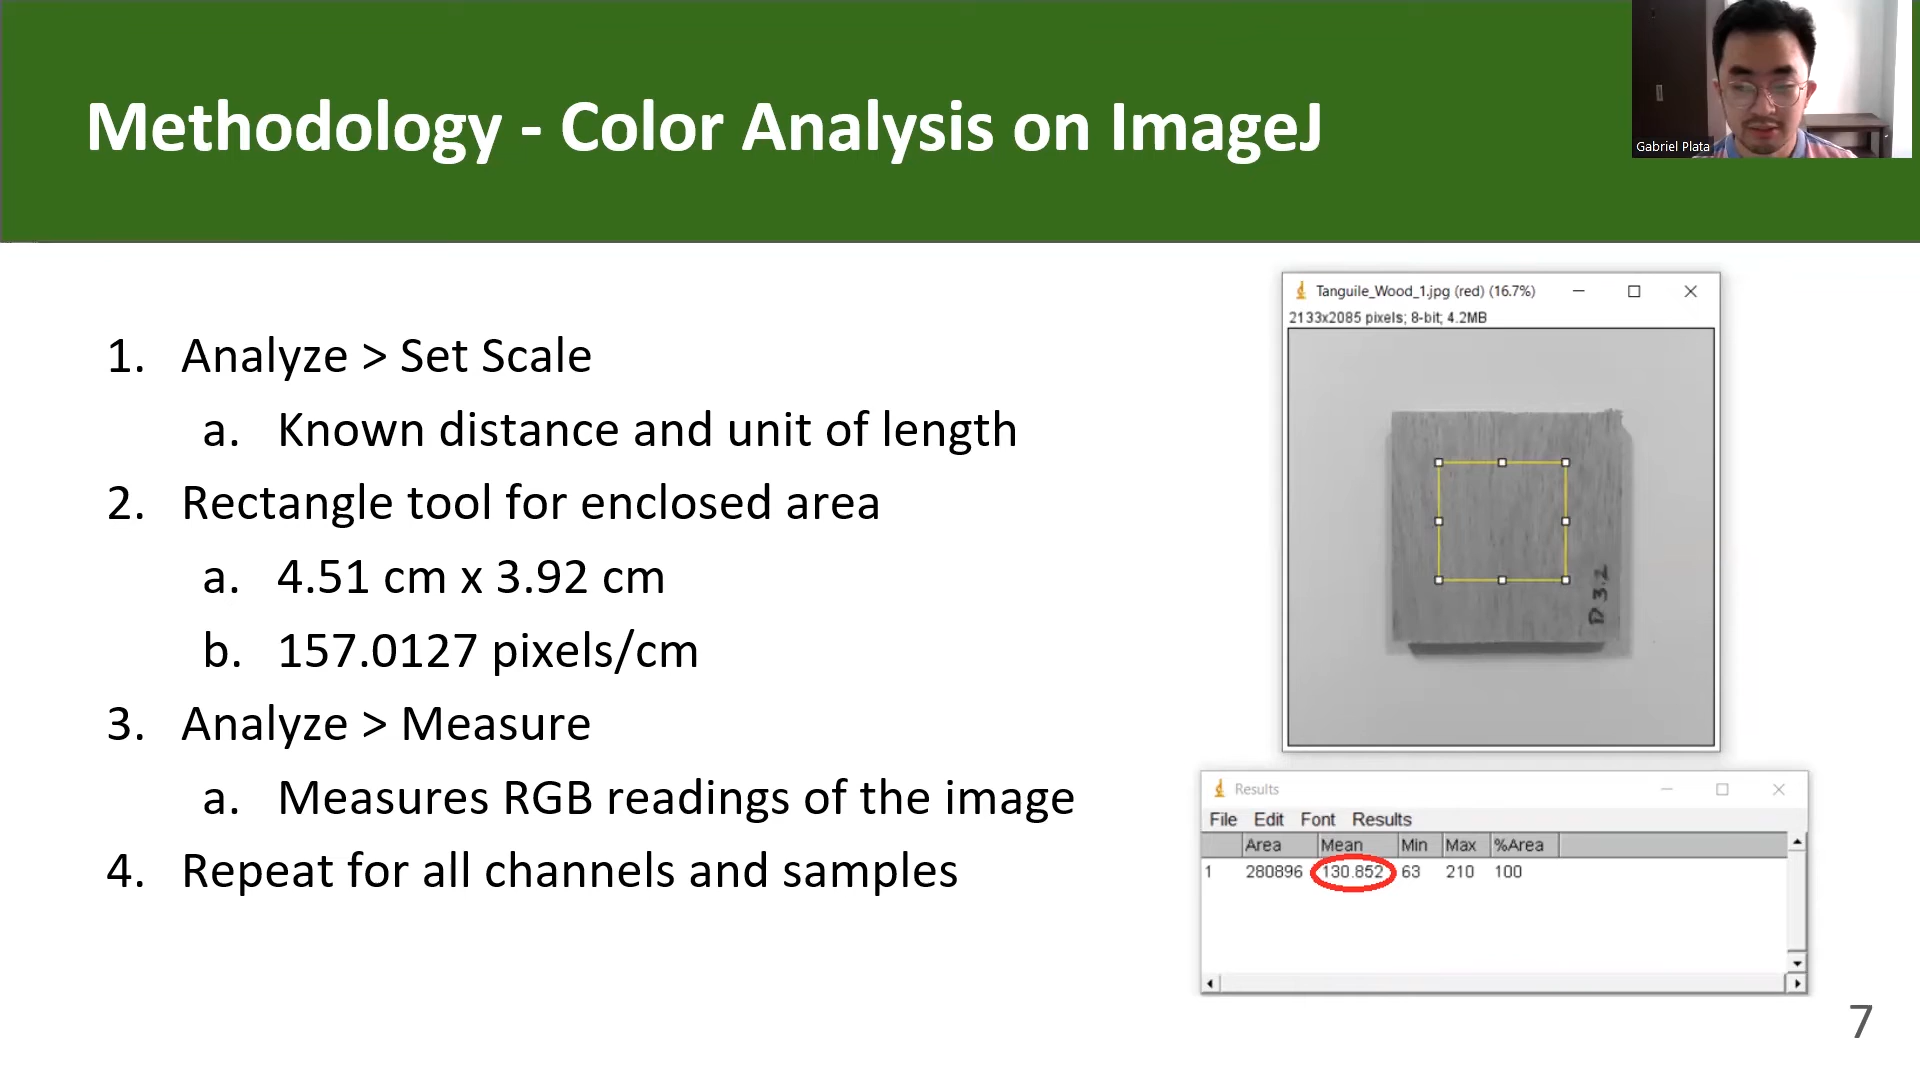 Methodology - Color Analysis on ImageJ
Gabriel Plata
1. Analyze > Set Scale
a. Known distance and unit of length
2. Rectangle tool for enclosed area
a. 4.51 cm x 3.92 cm
b. 157.0127 pixels/cm
3. Analyze > Measure
a. Measures RGB readings of the image
4. Repeat for all channels and samples
Tanguile_Wood_1.jpg (red) (16.7%)
2133x2085 pixels; 8-bit; 4.2MB
D 3.2
Results
File Edit Font Results
Area Mean Min Max %Area
1 280896 130.852 63 210 100
7